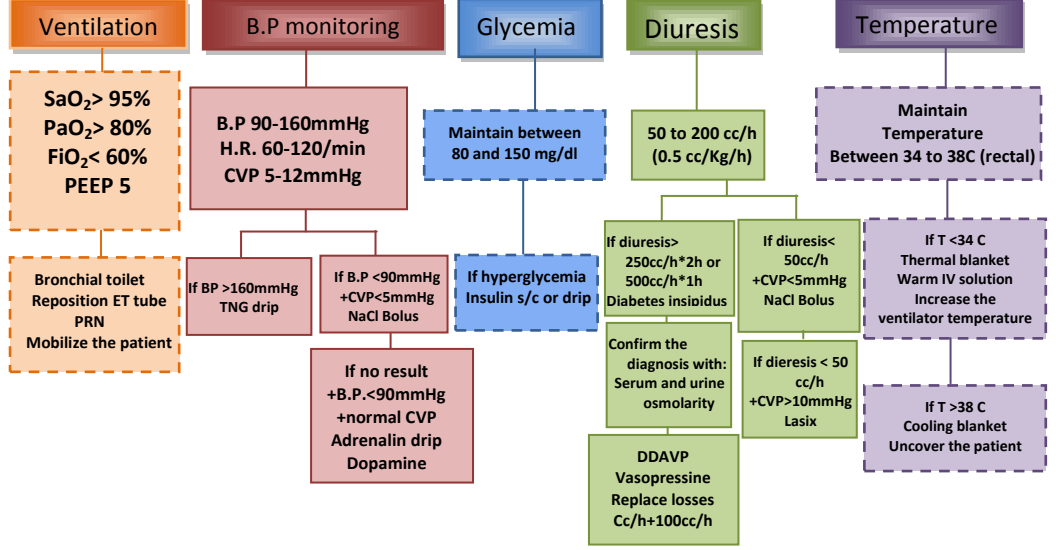 Ventilation
SaO₂> 95%
PaO₂> 80%
FiO₂< 60%
PEEP 5
Bronchial toilet
Reposition ET tube
PRN
Mobilize the patient
B.P monitoring
B.P 90-160mmHg
H.R. 60-120/min
CVP 5-12mmHg
If BP >160mmHg
TNG drip
If B.P <90mmHg
+CVP<5mmHg
NaCl Bolus
If no result
+B.P.<90mmHg
+normal CVP
Adrenalin drip
Dopamine
Glycemia
Maintain between
80 and 150 mg/dl
If hyperglycemia
Insulin s/c or drip
Diuresis
50 to 200 cc/h
(0.5 cc/Kg/h)
If diuresis>
250cc/h*2h or
500cc/h*1h
Diabetes insipidus
Confirm the
diagnosis with:
Serum and urine
osmolarity
DDAVP
Vasopressine
Replace losses
Cc/h+100cc/h
If diuresis<
50cc/h
+CVP<5mmHg
NaCl Bolus
If dieresis < 50
cc/h
+CVP>10mmHg
Lasix
Temperature
Maintain
Temperature
Between 34 to 38C (rectal)
If T <34 C
Thermal blanket
Warm IV solution
Increase the
ventilator temperature
If T >38 C
Cooling blanket
Uncover the patient